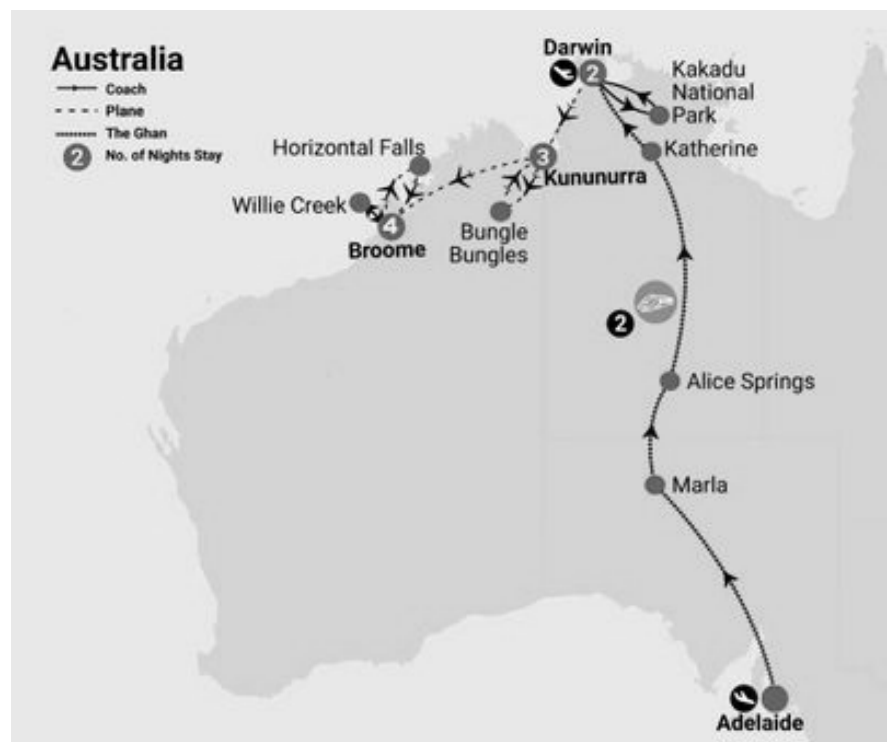 Australia
Coach
Plane
The Ghan
2 No. of Nights Stay
Darwin
2
Kakadu
National
Park
Katherine
Horizontal Falls
3
Kununurra
Willie Creek
4
Broome
Bungle
Bungles
2
Alice Springs
Marla
Adelaide